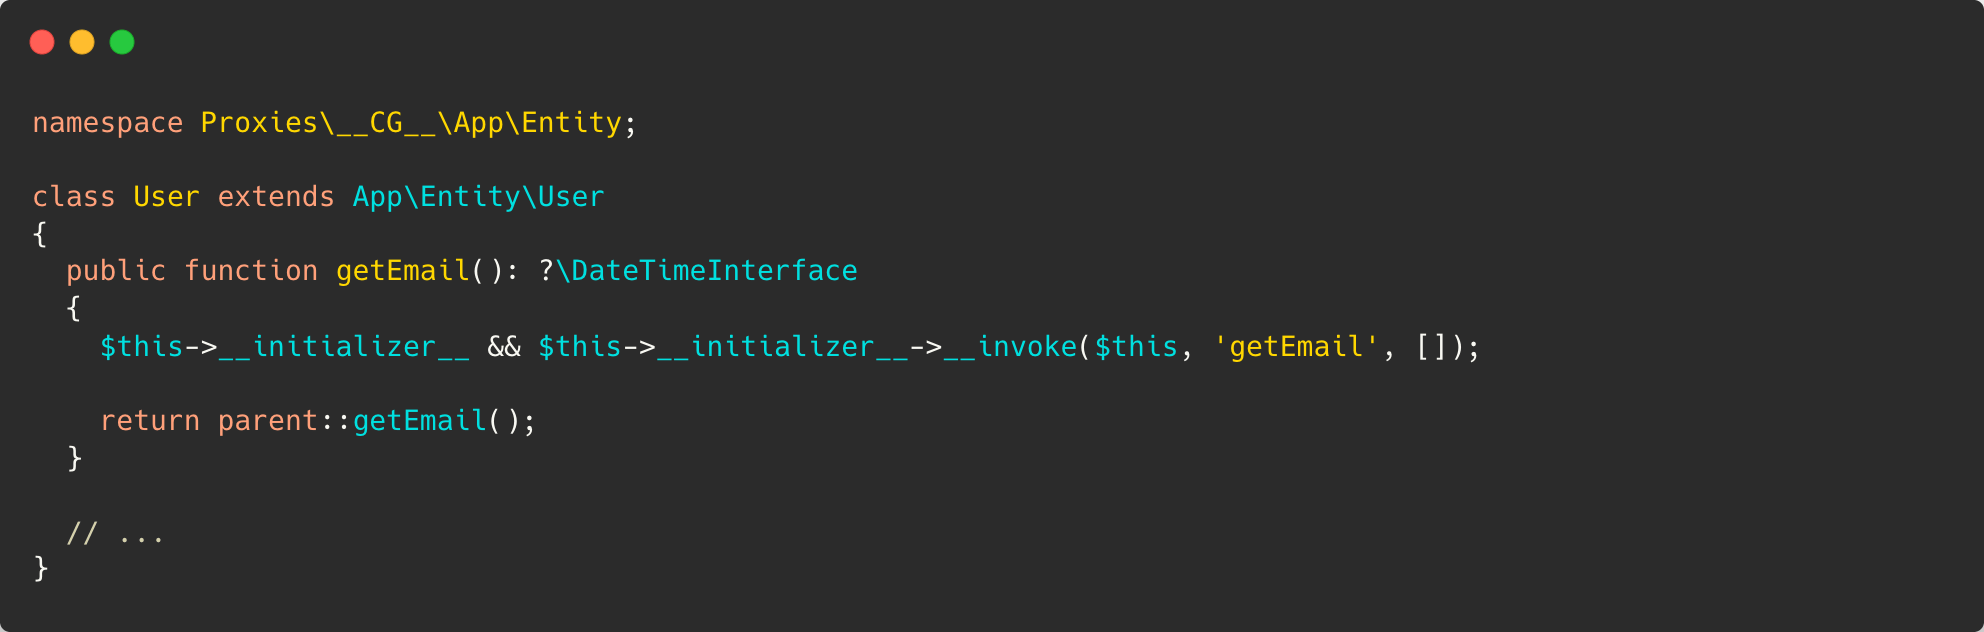 namespace Proxies\__CG__\App\Entity;
class User extends App\Entity\User
{
  public function getEmail(): ?\DateTimeInterface
  {
    $this->__initializer__ && $this->__initializer__->__invoke($this, 'getEmail', []);
    return parent::getEmail();
  }
  // ...
}